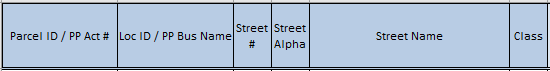 Parcel ID / PP Act # Loc ID / PP Bus Name Street # Street Alpha Street Name Class